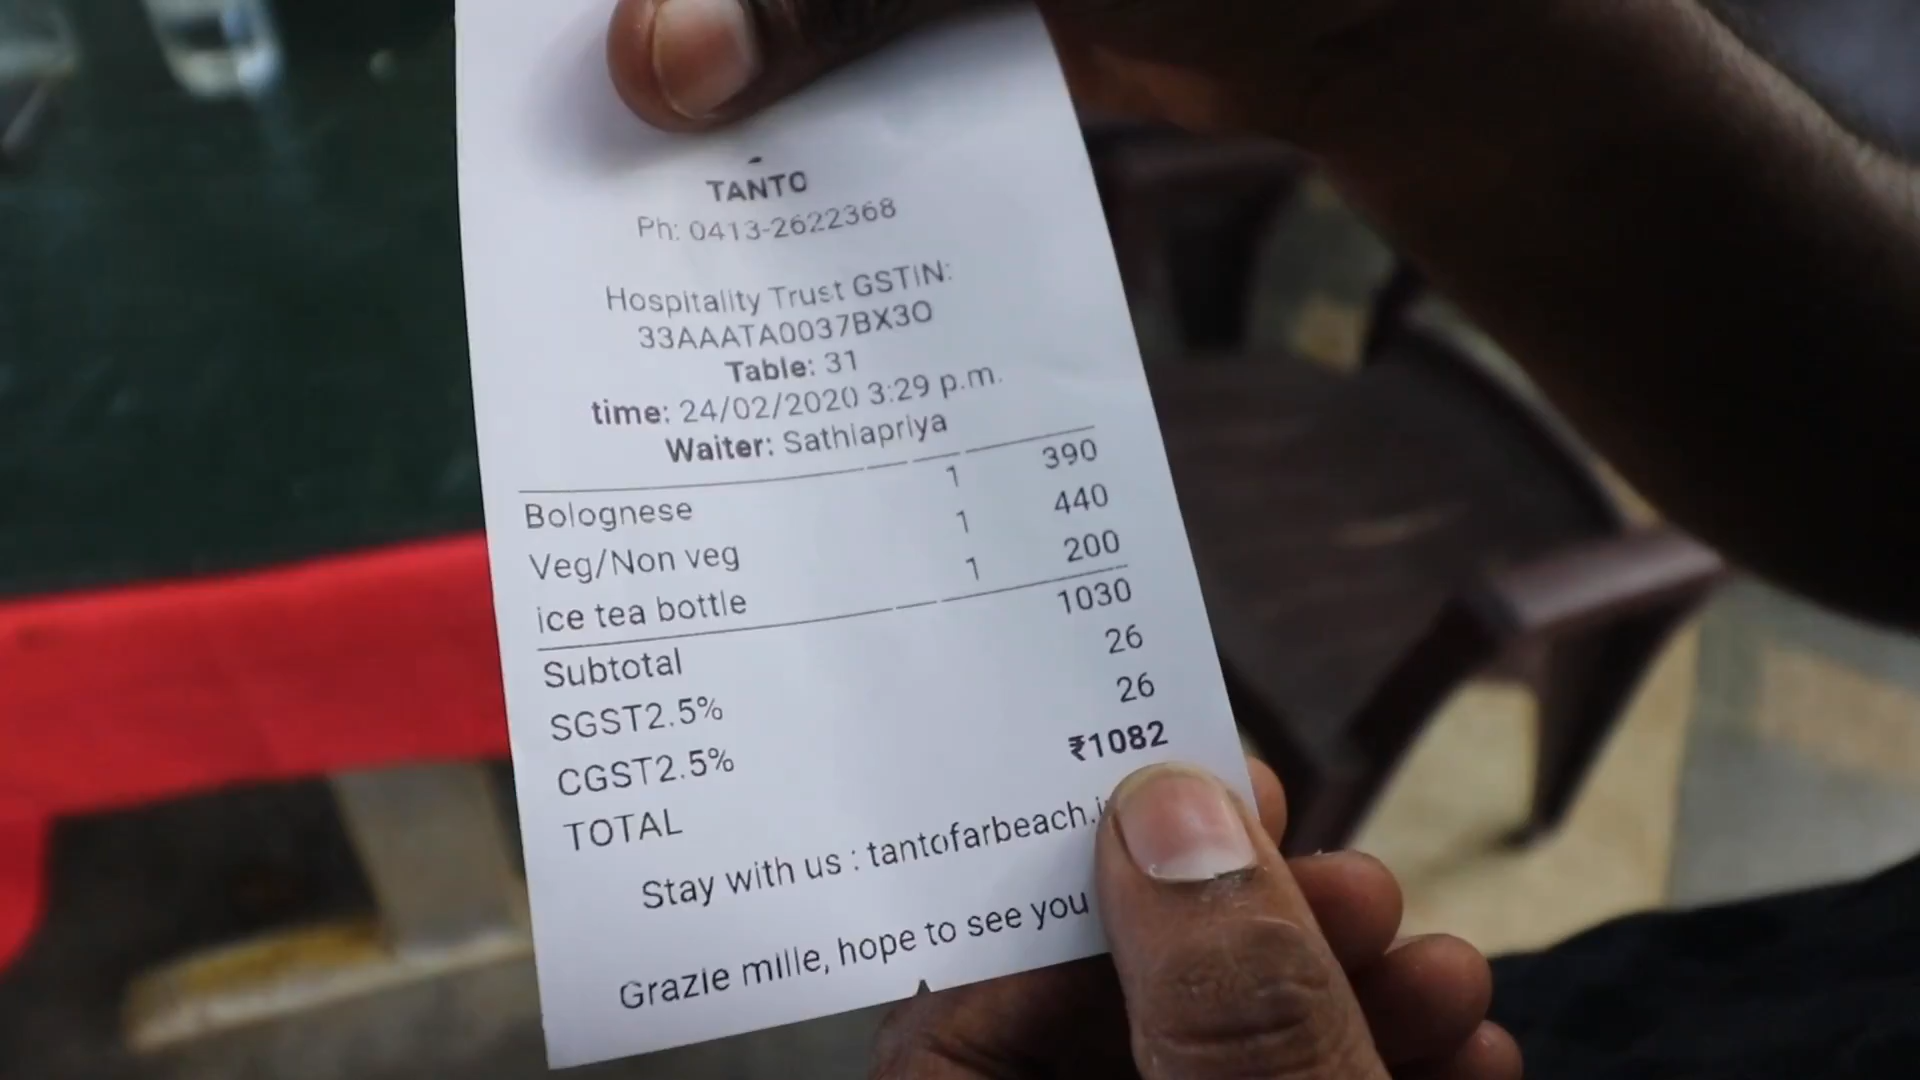 TANTO
Ph: 0413-2622368
Hospitality Trust GSTIN:
33AAATA0037BX3O
Table: 31
time: 24/02/2020 3:29 p.m.
Waiter: Sathiapriya
Bolognese 1 390
Veg/Non veg 1 440
ice tea bottle 1 200
Subtotal 1030
SGST2.5% 26
CGST2.5% 26
TOTAL ₹1082
Stay with us : tantofarbeach.i
Grazie mille, hope to see you